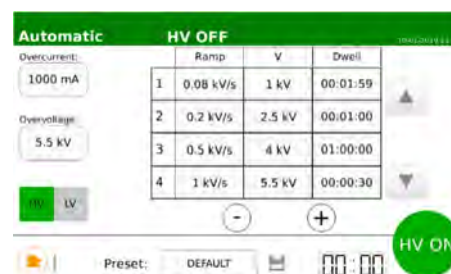 Automatic HV OFF
Overcurrent:
1000 mA
Overvoltage:
5.5 kV
HV LV
Ramp V Dwell
1 0.08 kV/s 1 kV 00:01:59
2 0.2 kV/s 2.5 kV 00:01:00
3 0.5 kV/s 4 kV 01:00:00
4 1 kV/s 5.5 kV 00:00:30
- +
Preset: DEFAULT 00:00
HV ON